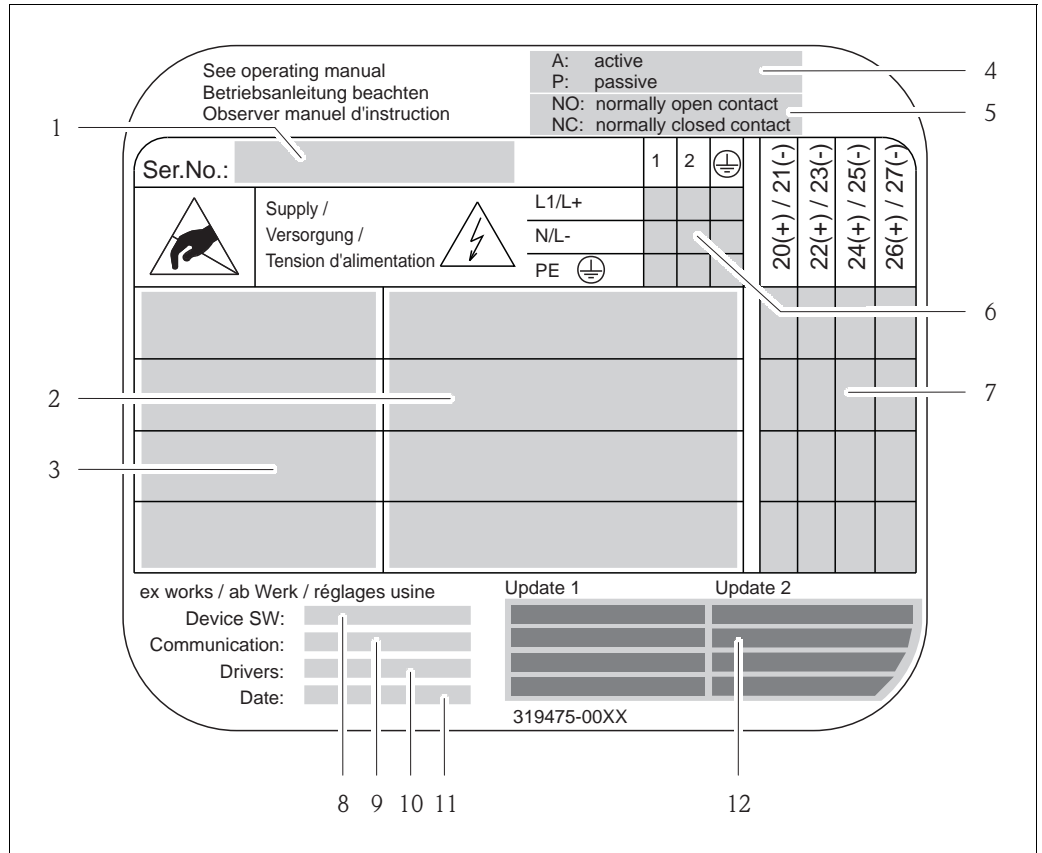 See operating manual
Betriebsanleitung beachten
Observer manuel d'instruction
A: active
P: passive
NO: normally open contact
NC: normally closed contact
4
5
1
Ser.No.:
1 2
20(+) / 21(-)
22(+) / 23(-)
24(+) / 25(-)
26(+) / 27(-)
Supply /
Versorgung /
Tension d'alimentation
L1/L+
N/L-
PE
6
2
7
3
ex works / ab Werk / réglages usine
Device SW:
Communication:
Drivers:
Date:
Update 1
Update 2
319475-00XX
8 9 10 11
12